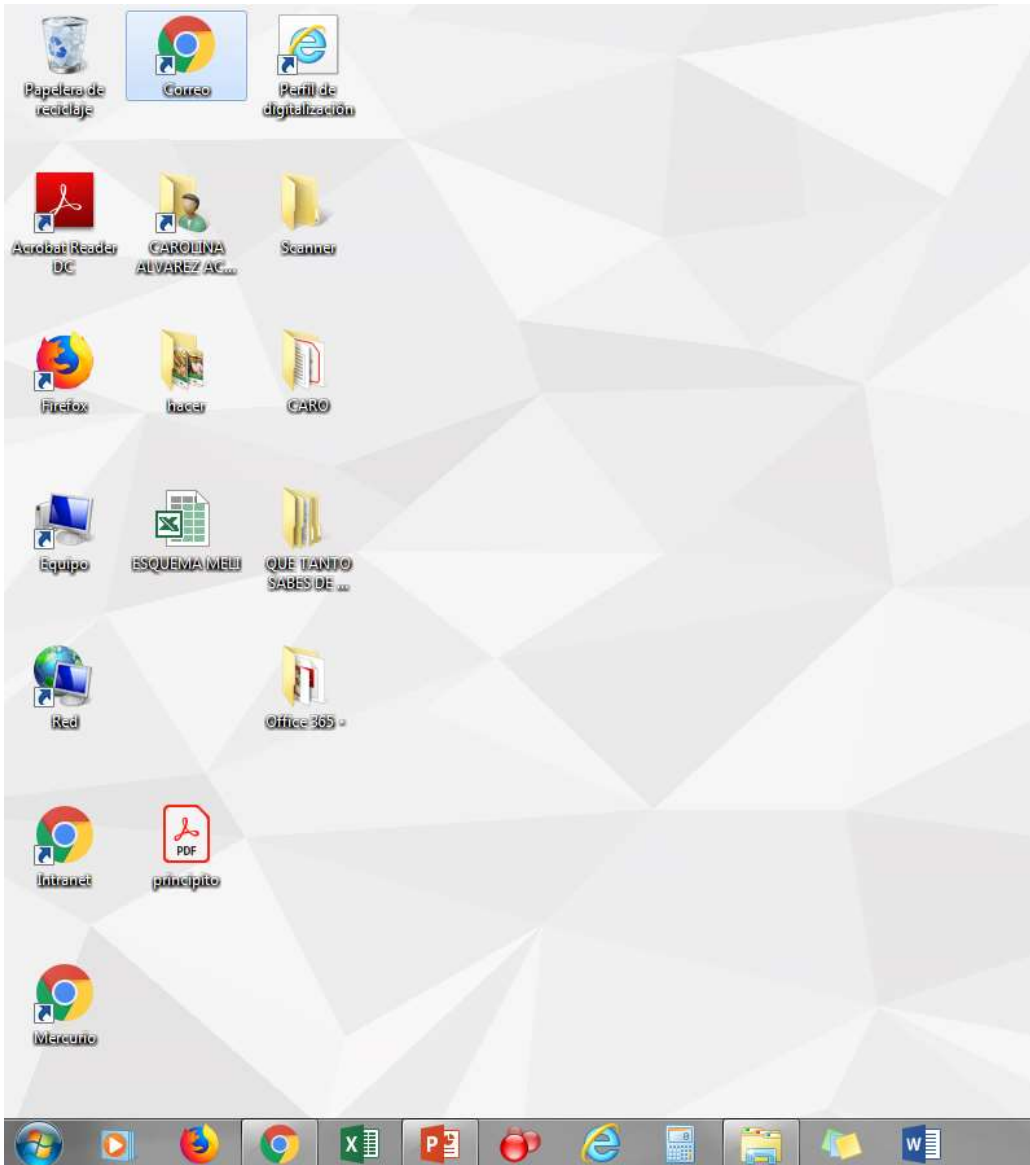 Papelera de
reciclaje
Correo
Perfil de
digitalización
Acrobat Reader
DC
CAROLINA
ALVAREZ AC...
Scanner
Firefox
hacer
CARO
Equipo
ESQUEMA MELI
QUE TANTO
SABES DE ...
Red
Office 365 -
Intranet
PDF
principito
Mercurio